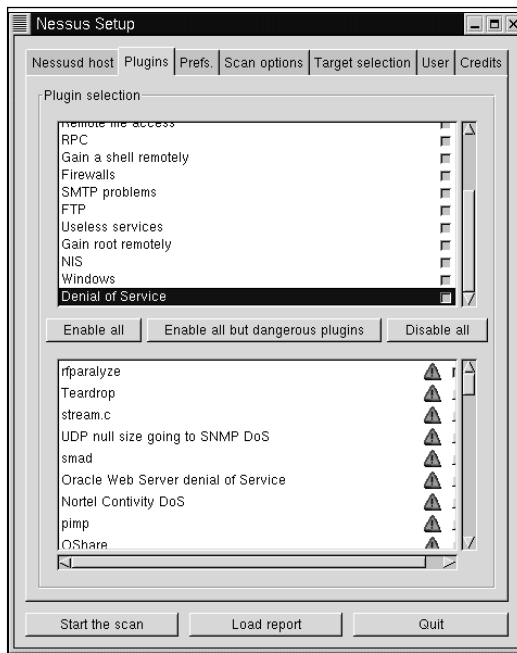 Nessus Setup
Nessusd host Plugins Prefs. Scan options Target selection User Credits
Plugin selection
Remote file access
RPC
Gain a shell remotely
Firewalls
SMTP problems
FTP
Useless services
Gain root remotely
NIS
Windows
Denial of Service
Enable all Enable all but dangerous plugins Disable all
rfparalyze
Teardrop
stream.c
UDP null size going to SNMP DoS
smad
Oracle Web Server denial of Service
Nortel Contivity DoS
pimp
OShare
Start the scan Load report Quit